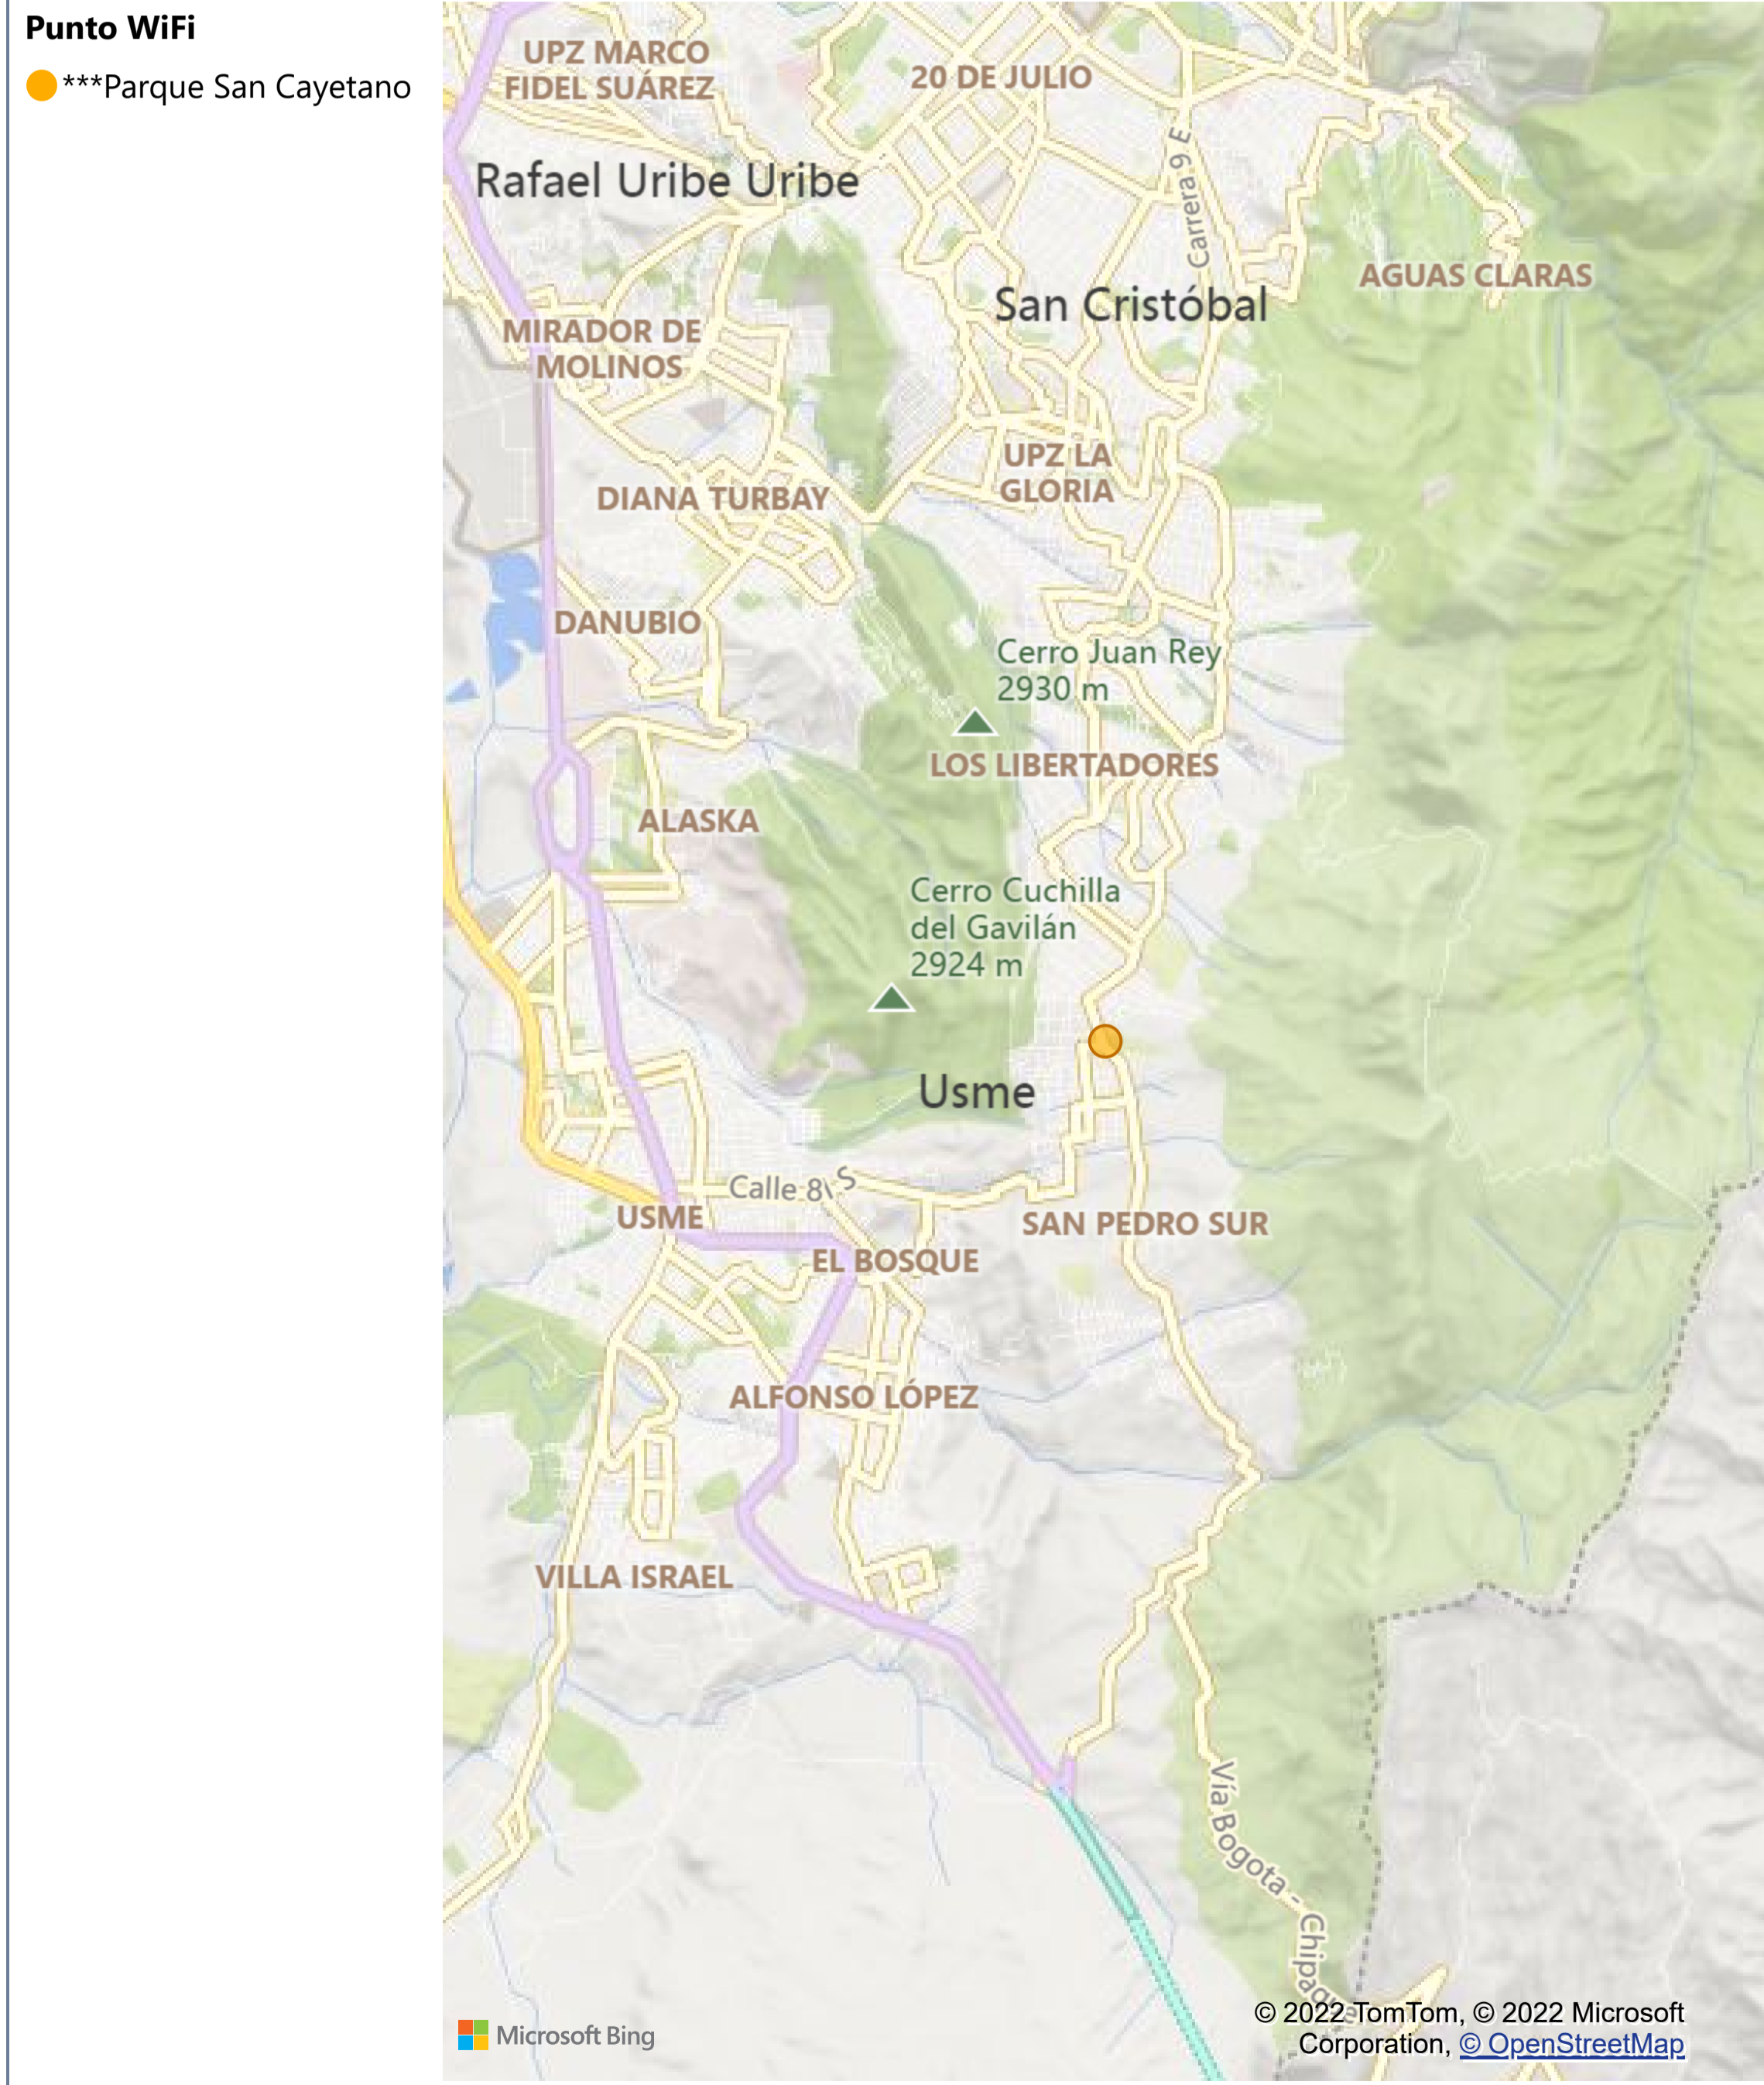 Punto WiFi
***Parque San Cayetano
UPZ MARCO
FIDEL SUÁREZ
20 DE JULIO
Carrera 9 E
Rafael Uribe Uribe
AGUAS CLARAS
San Cristóbal
MIRADOR DE
MOLINOS
UPZ LA
GLORIA
DIANA TURBAY
DANUBIO
Cerro Juan Rey
2930 m
LOS LIBERTADORES
ALASKA
Cerro Cuchilla
del Gavilán
2924 m
Usme
Calle 81 S
USME
SAN PEDRO SUR
EL BOSQUE
ALFONSO LÓPEZ
VILLA ISRAEL
Vía Bogota - Chipaque
© 2022 TomTom, © 2022 Microsoft
Corporation, © OpenStreetMap
Microsoft Bing